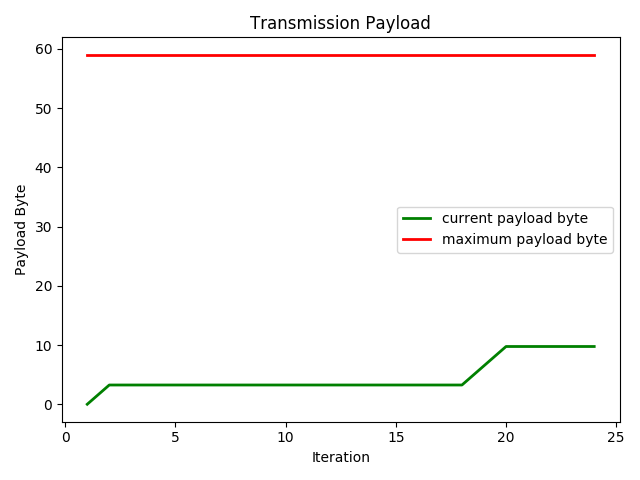 Transmission Payload
Payload Byte
60
50
40
30
20
10
0
current payload byte
maximum payload byte
0
5
10
15
20
25
Iteration